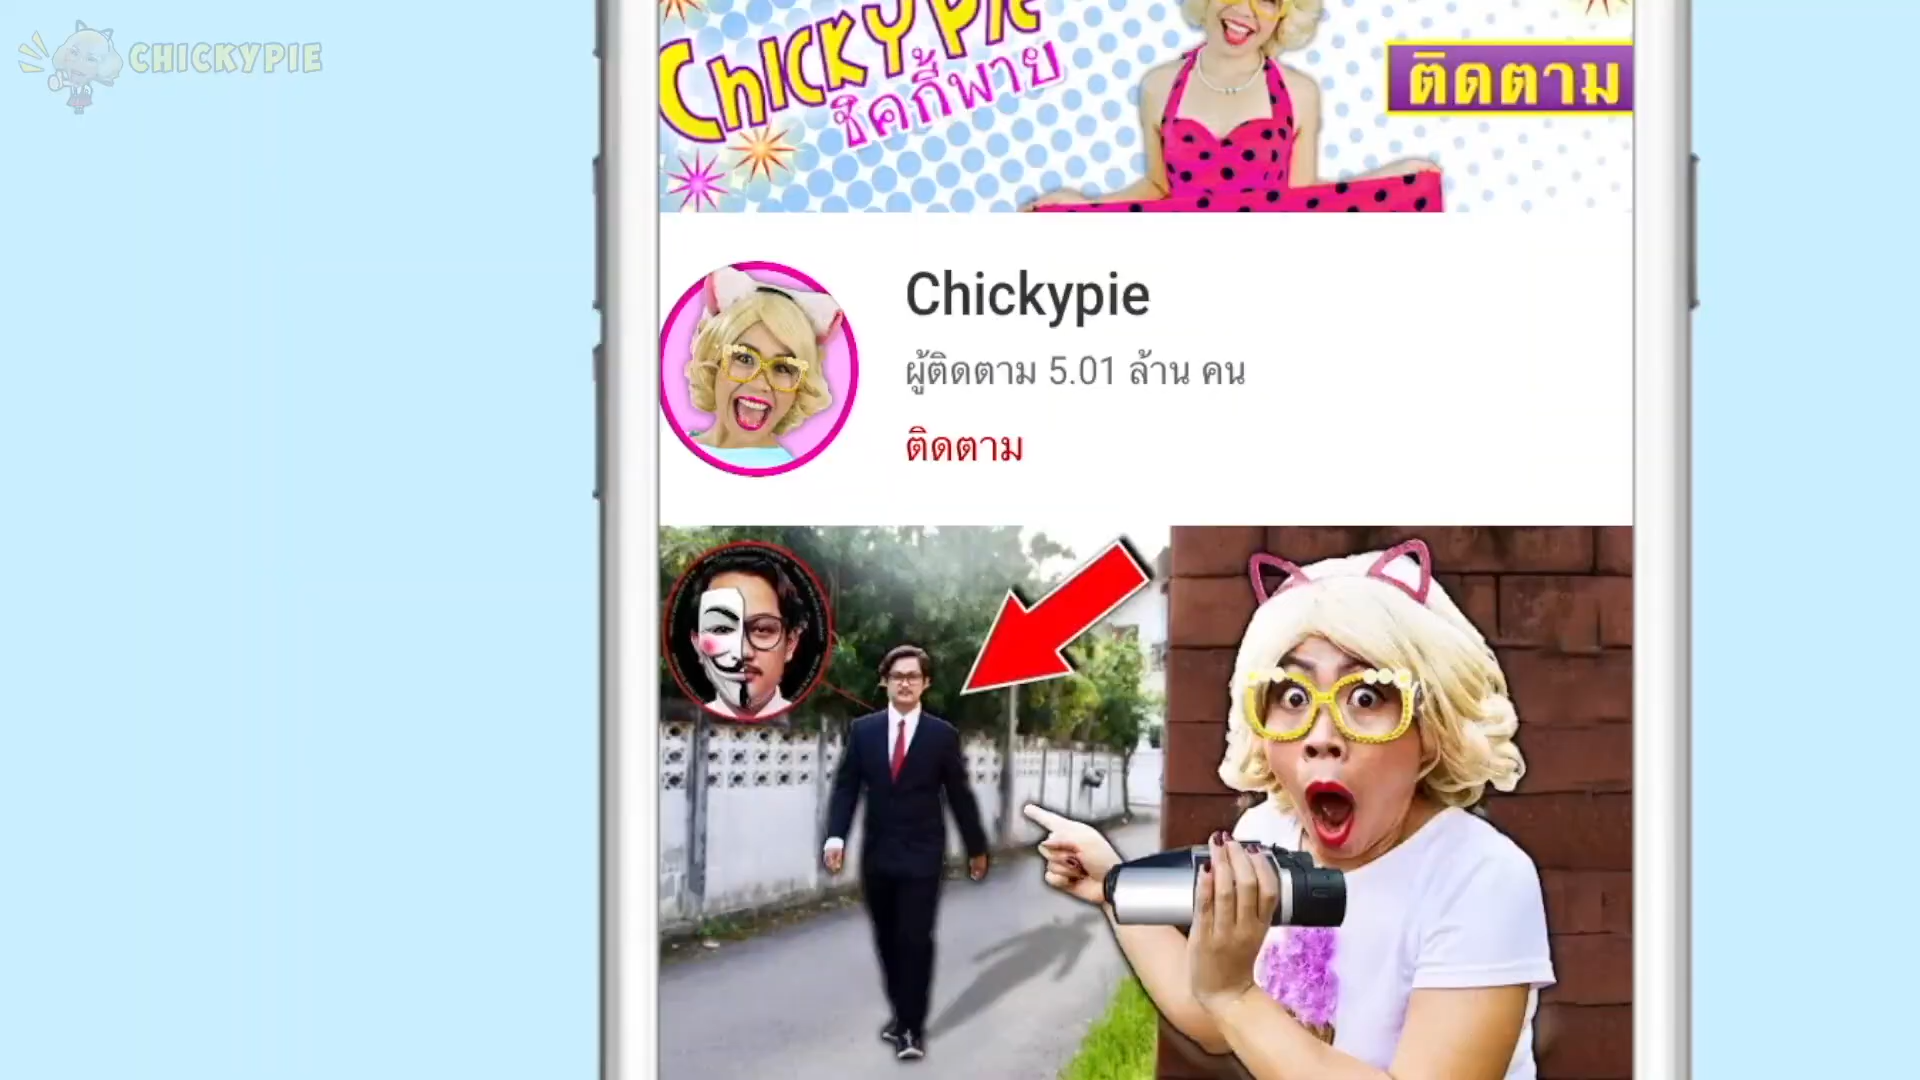 CHICKYPIE
ChickyPie
ชิคกี้พาย
ติดตาม
Chickypie
ผู้ติดตาม 5.01 ล้าน คน
ติดตาม